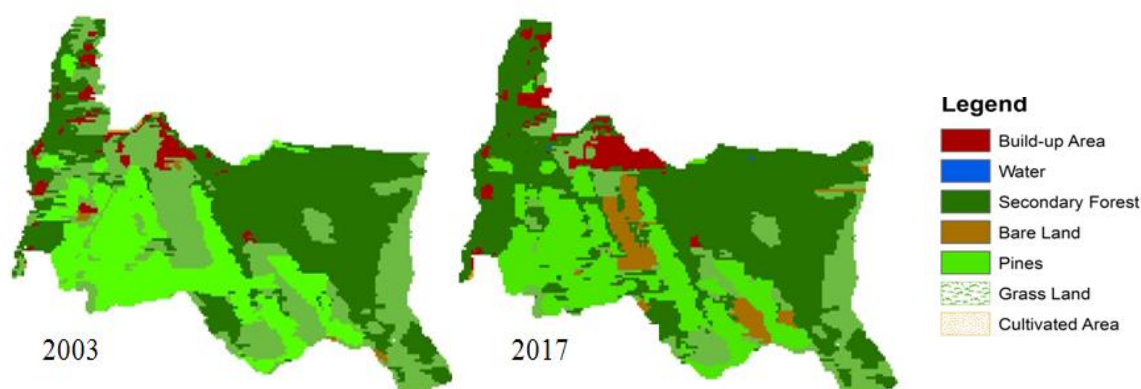 2003
2017
Legend
Build-up Area
Water
Secondary Forest
Bare Land
Pines
Grass Land
Cultivated Area